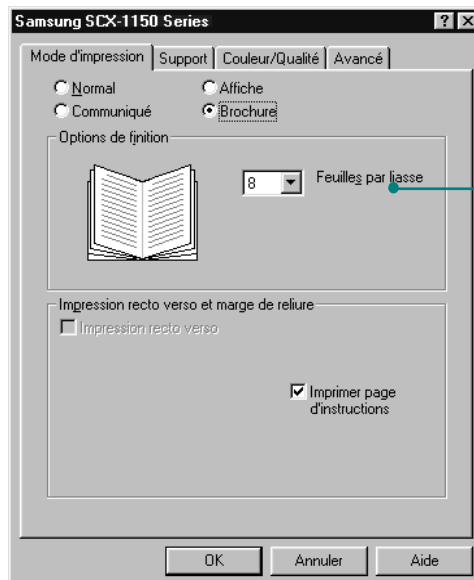 Samsung SCX-1150 Series
Mode d'impression Support Couleur/Qualité Avancé
Normal Affiche
Communiqué Brochure
Options de finition
8 Feuilles par liasse
Impression recto verso et marge de reliure
Impression recto verso
Imprimer page
d'instructions
OK Annuler Aide